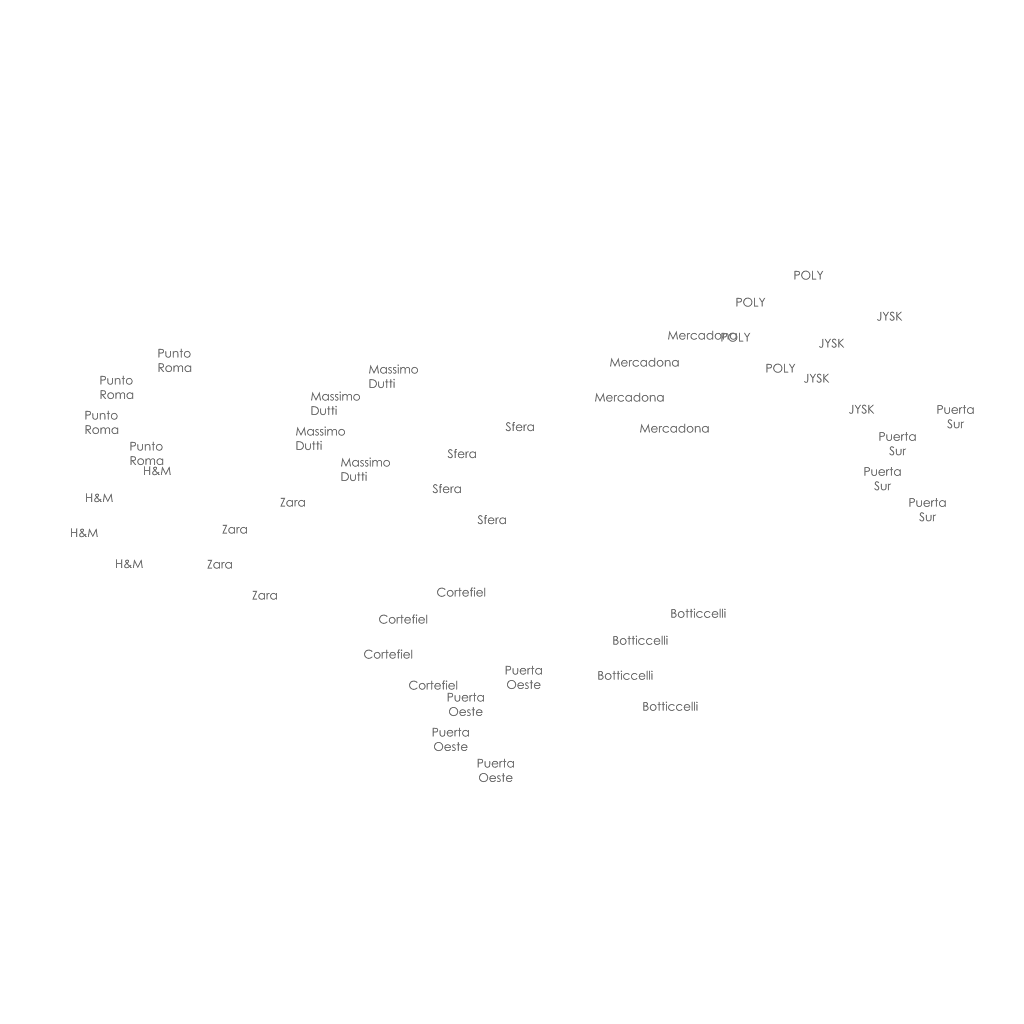 POLY
POLY
JYSK
Mercadona
POLY
JYSK
Punto
Roma
Mercadona
POLY
Massimo
Dutti
JYSK
Punto
Roma
Massimo
Dutti
Mercadona
JYSK
Puerta
Sur
Punto
Roma
Sfera
Mercadona
Massimo
Dutti
Puerta
Sur
Punto
Roma
Sfera
Massimo
Dutti
H&M
Puerta
Sur
Sfera
H&M
Zara
Puerta
Sur
Sfera
Zara
H&M
H&M
Zara
Cortefiel
Zara
Botticcelli
Cortefiel
Botticcelli
Cortefiel
Puerta
Oeste
Botticcelli
Cortefiel
Puerta
Oeste
Botticcelli
Puerta
Oeste
Puerta
Oeste